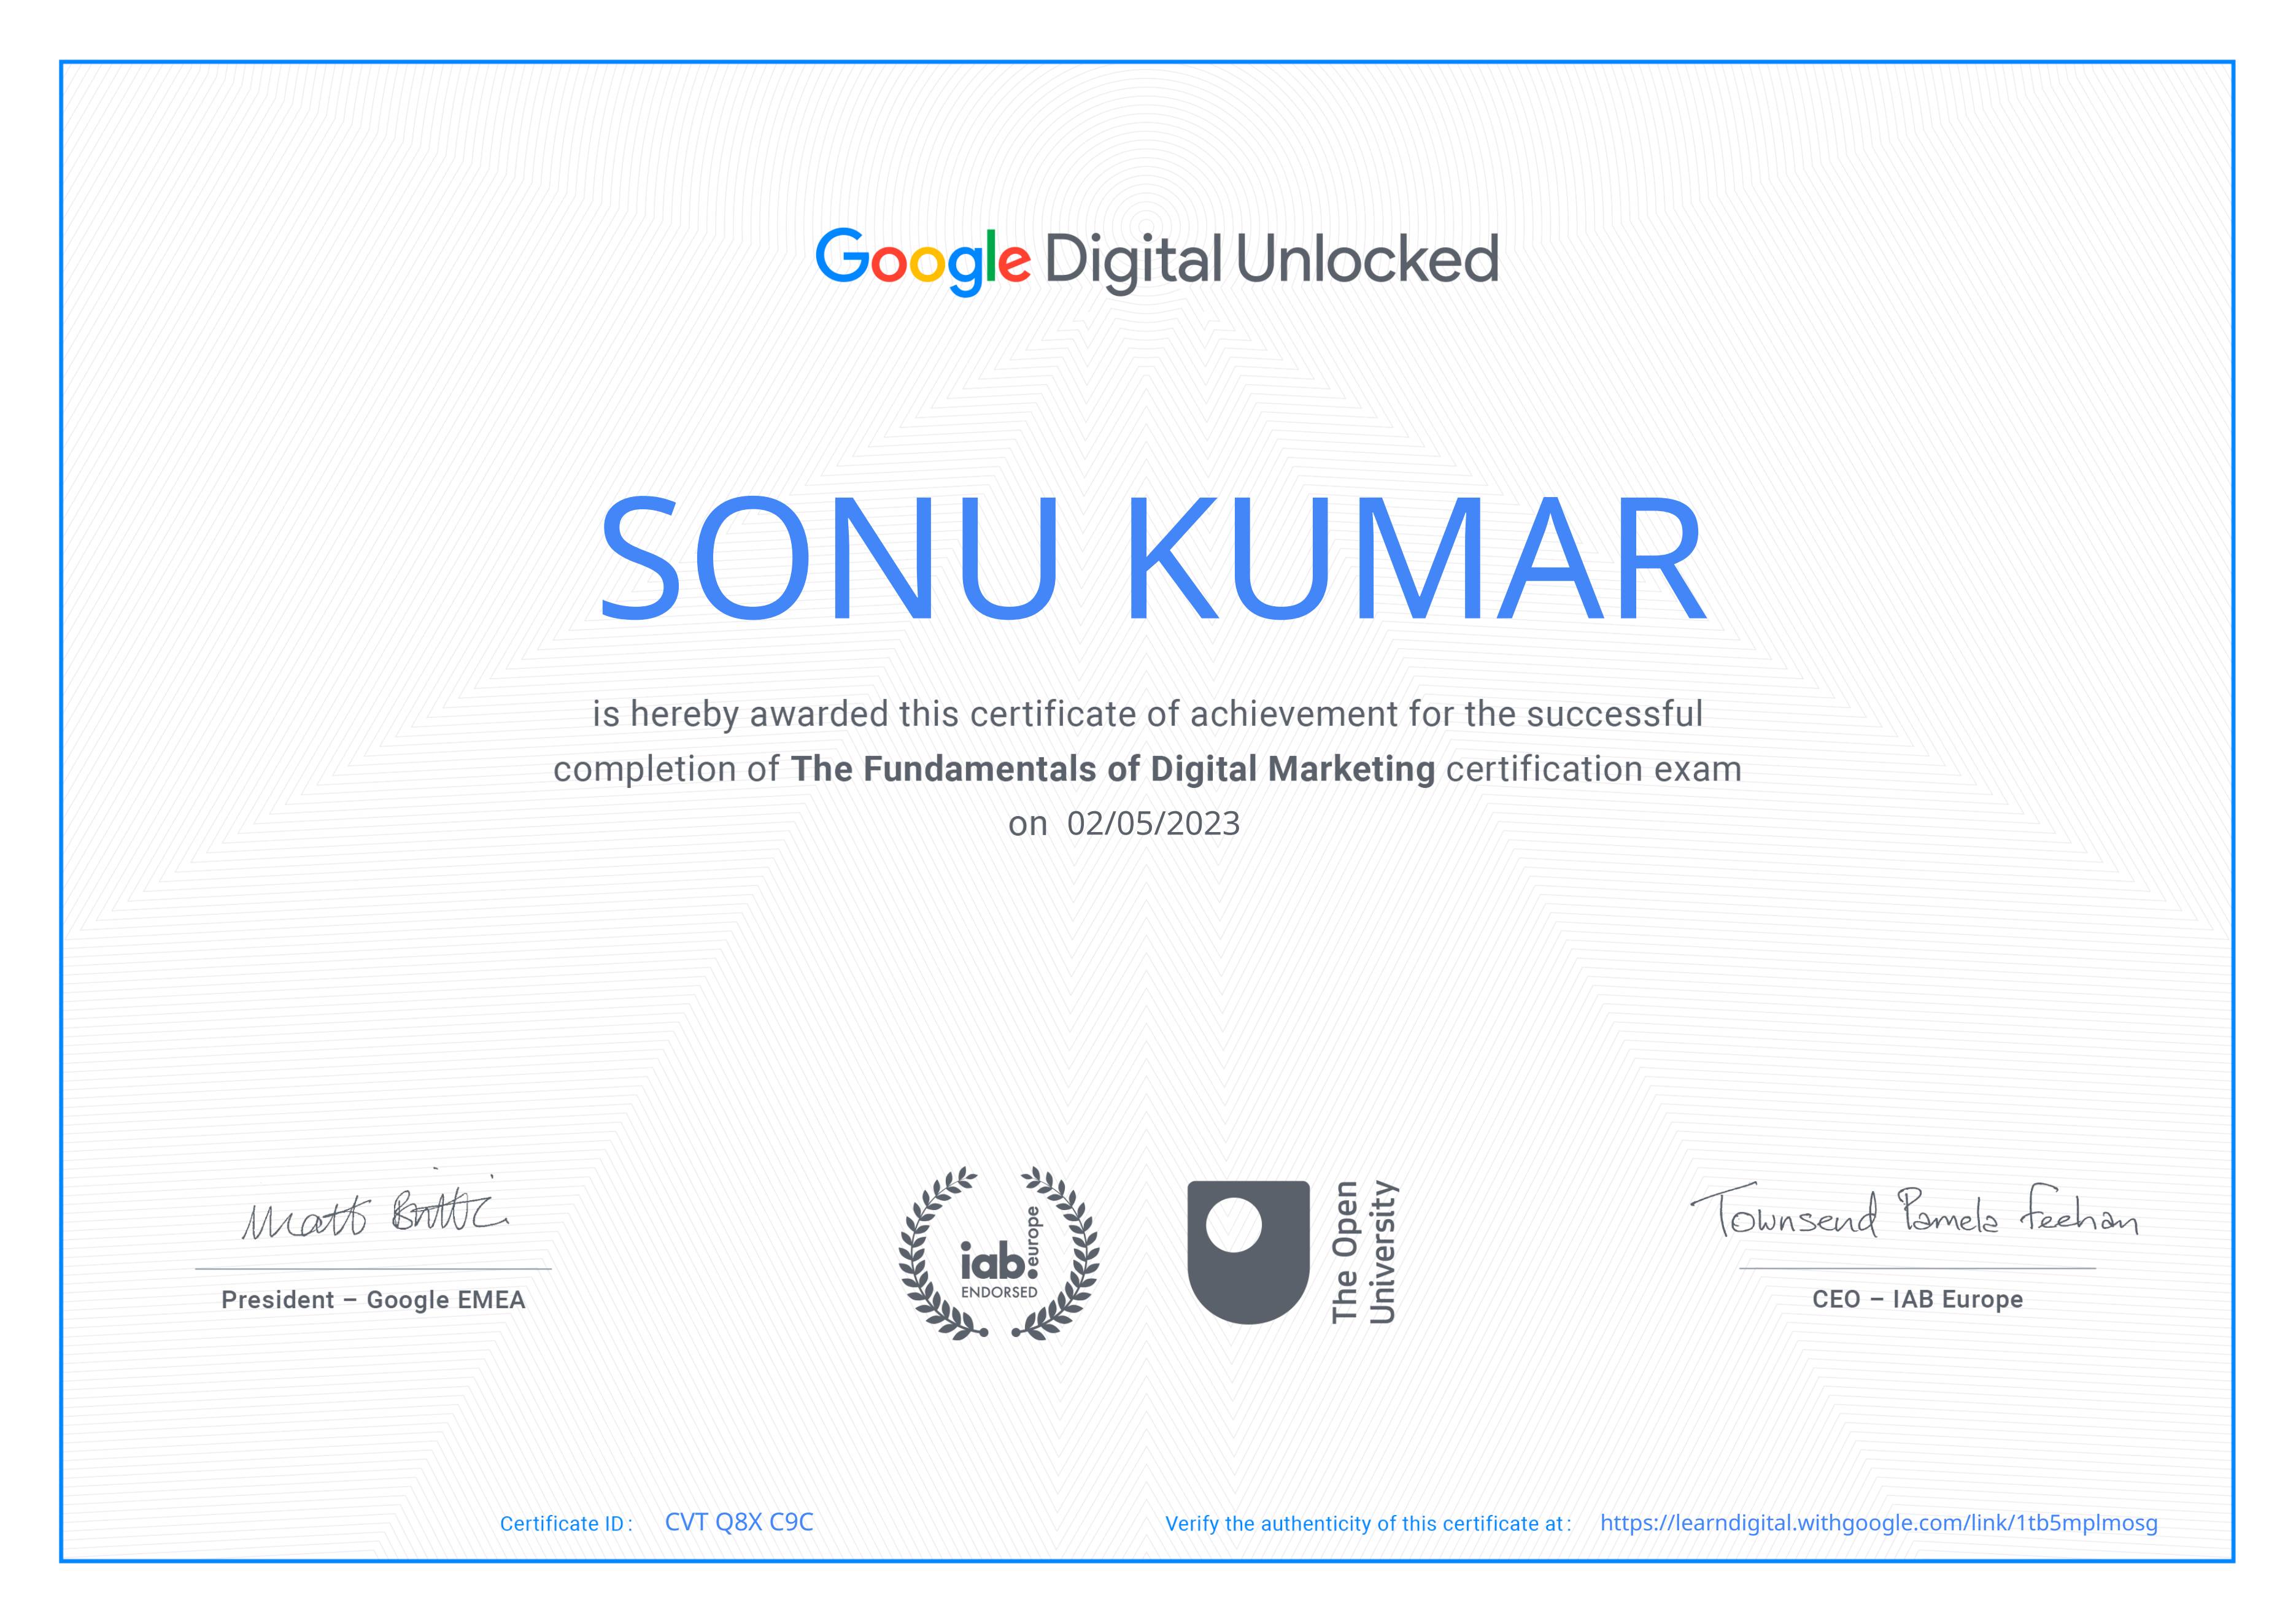 Google Digital Unlocked
SONU KUMAR
is hereby awarded this certificate of achievement for the successful
completion of The Fundamentals of Digital Marketing certification exam
on 02/05/2023
Matt Brittin
President – Google EMEA
iab.europe
ENDORSED
The Open
University
Townsend Pamela Feehan
CEO – IAB Europe
Certificate ID : CVT Q8X C9C
Verify the authenticity of this certificate at : https://learndigital.withgoogle.com/link/1tb5mplmosg